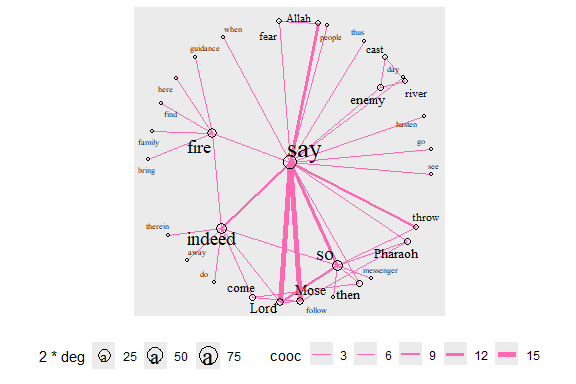 when
Allah
fear
people
thus
guidance
cast
day
here
enemy
river
find
hasten
family
fire
say
go
bring
see
therein
indeed
throw
away
so
Pharaoh
do
messenger
come
Mose
then
Lord
follow
2 * deg a 25 a 50 a 75 cooc 3 6 9 12 15